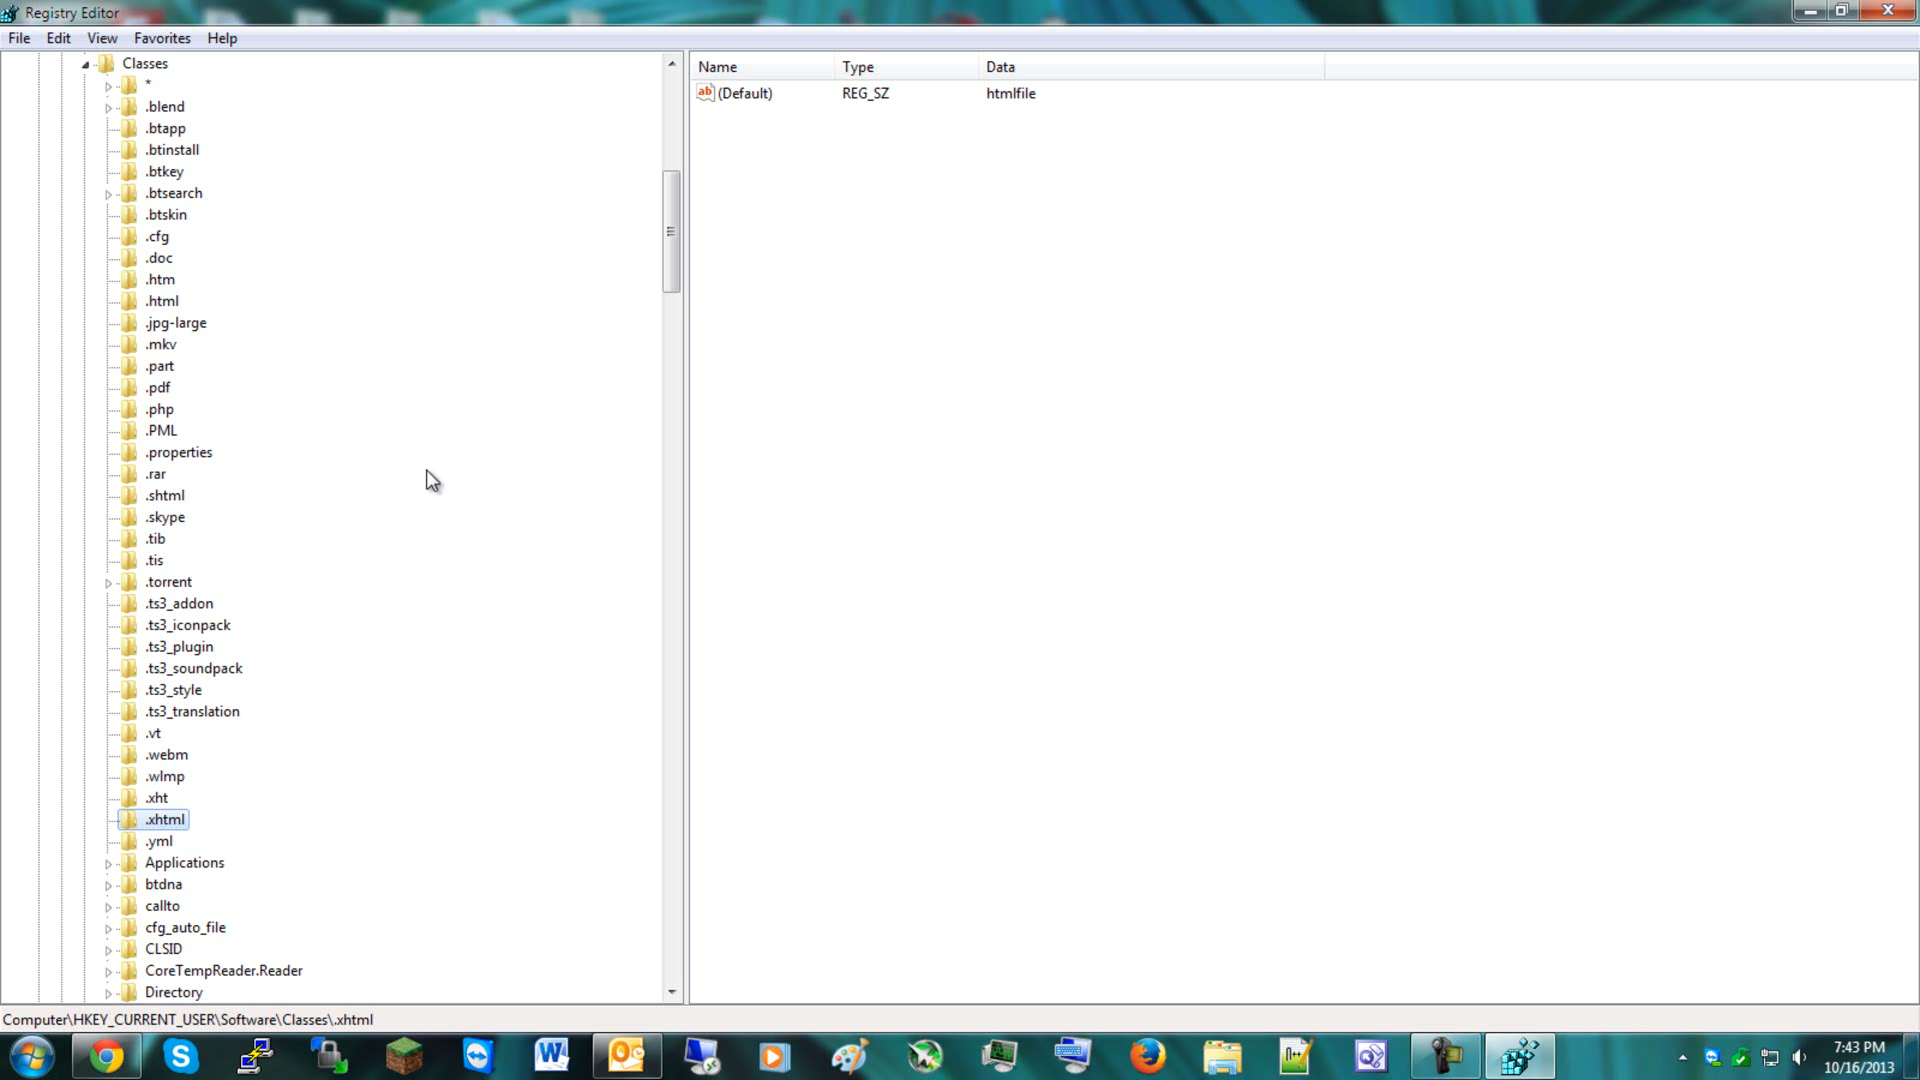 Registry Editor
File Edit View Favorites Help
Classes
*
.blend
.btapp
.btinstall
.btkey
.btsearch
.btskin
.cfg
.doc
.htm
.html
.jpg-large
.mkv
.part
.pdf
.php
.PML
.properties
.rar
.shtml
.skype
.tib
.tis
.torrent
.ts3_addon
.ts3_iconpack
.ts3_plugin
.ts3_soundpack
.ts3_style
.ts3_translation
.vt
.webm
.wlmp
.xht
.xhtml
.yml
Applications
btdna
callto
cfg_auto_file
CLSID
CoreTempReader.Reader
Directory
Name Type Data
ab (Default) REG_SZ htmlfile
Computer\HKEY_CURRENT_USER\Software\Classes\.xhtml
7:43 PM
10/16/2013